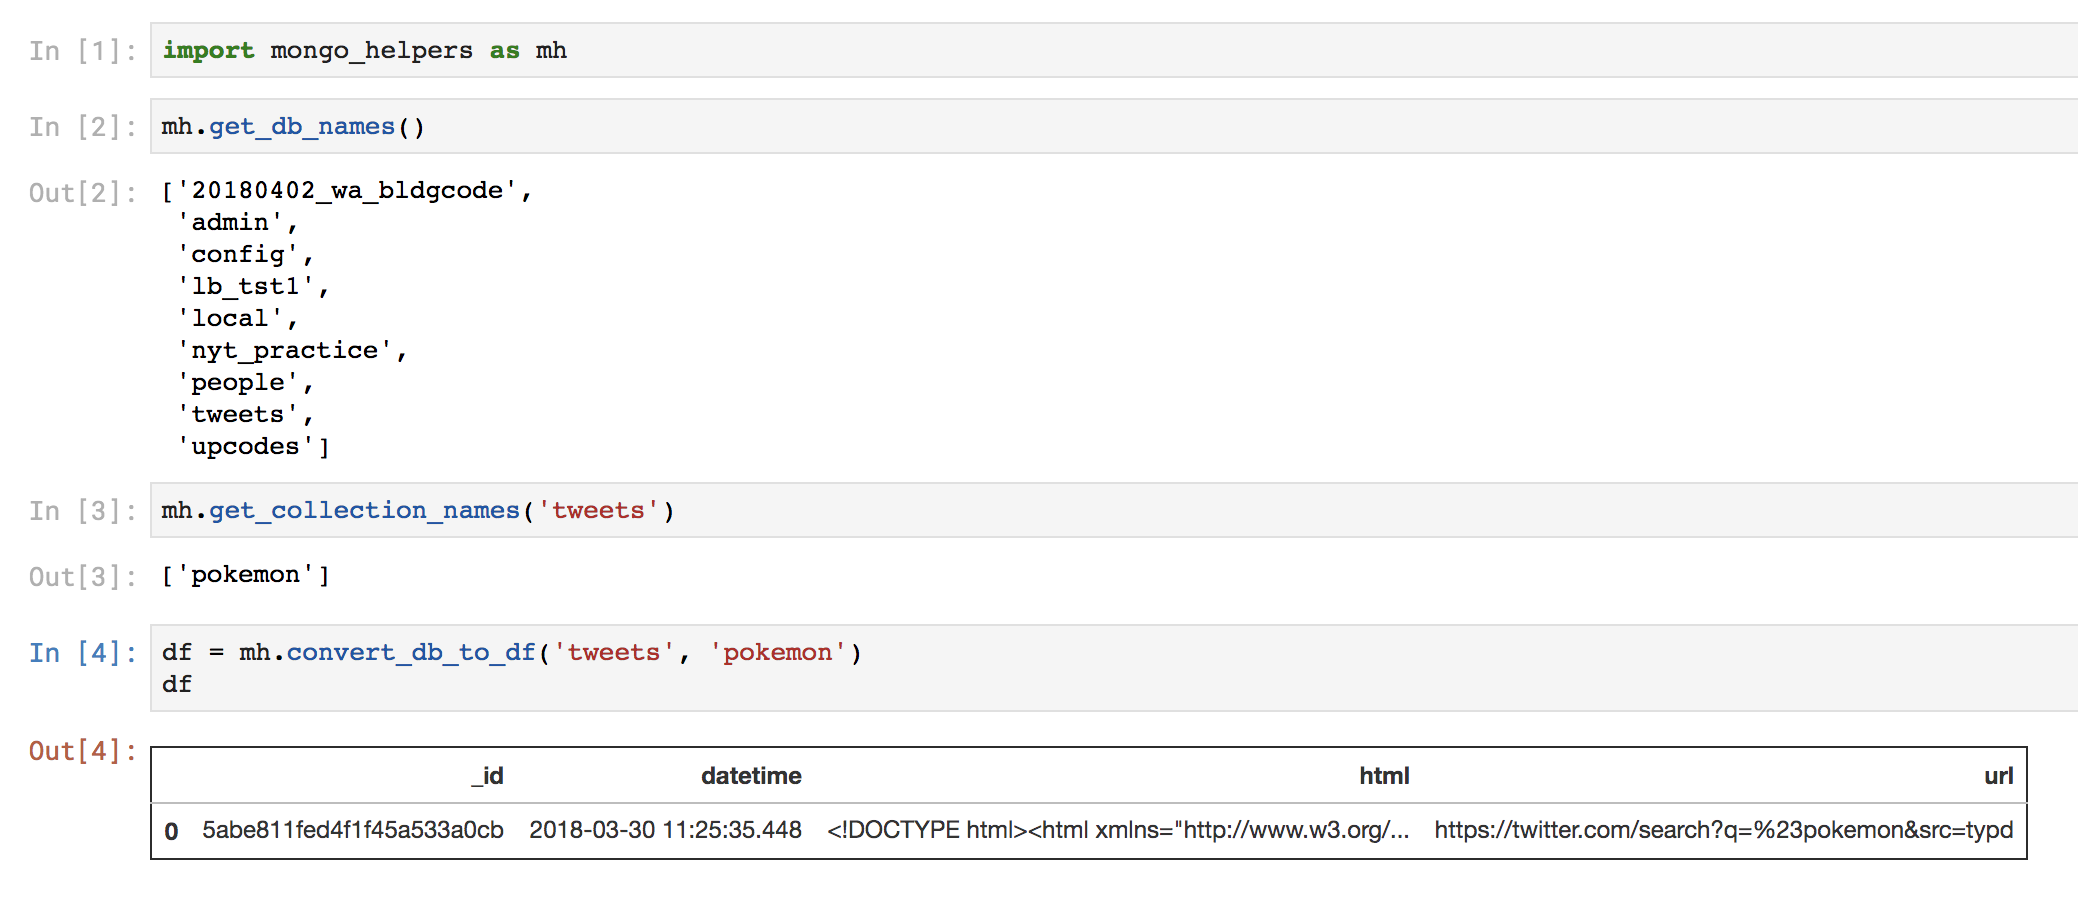 In [1]: import mongo_helpers as mh
In [2]: mh.get_db_names()
Out[2]: ['20180402_wa_bldgcode',
'admin',
'config',
'lb_tst1',
'local',
'nyt_practice',
'people',
'tweets',
'upcodes']
In [3]: mh.get_collection_names('tweets')
Out[3]: ['pokemon']
In [4]: df = mh.convert_db_to_df('tweets', 'pokemon')
df
Out[4]:
_id datetime html url
0 5abe811fed4f1f45a533a0cb 2018-03-30 11:25:35.448 <!DOCTYPE html><html xmlns="http://www.w3.org/... https://twitter.com/search?q=%23pokemon&src=typd